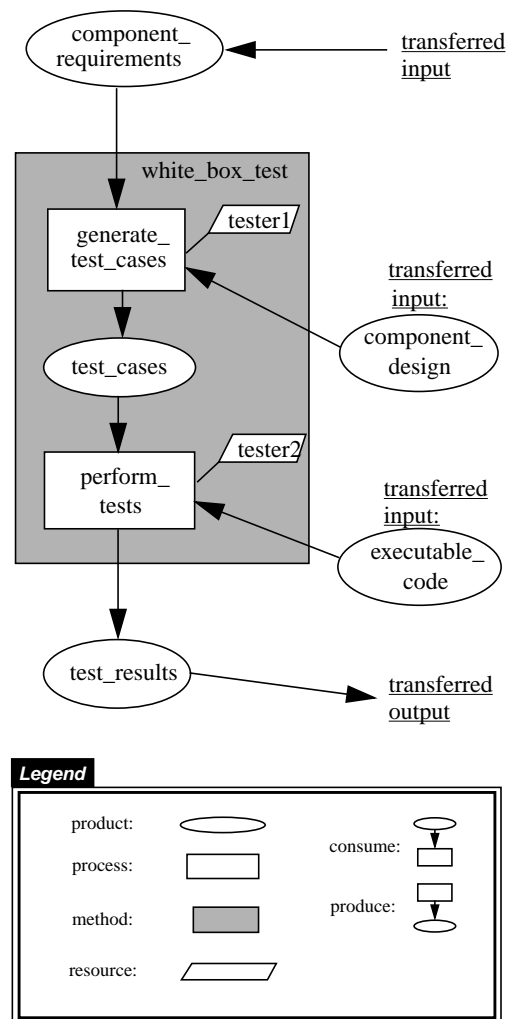 component_
requirements
transferred
input
white_box_test
tester1
generate_
test_cases
transferred
input:
component_
design
test_cases
tester2
perform_
tests
transferred
input:
executable_
code
test_results
transferred
output
Legend
product:
process:
method:
resource:
consume:
produce: